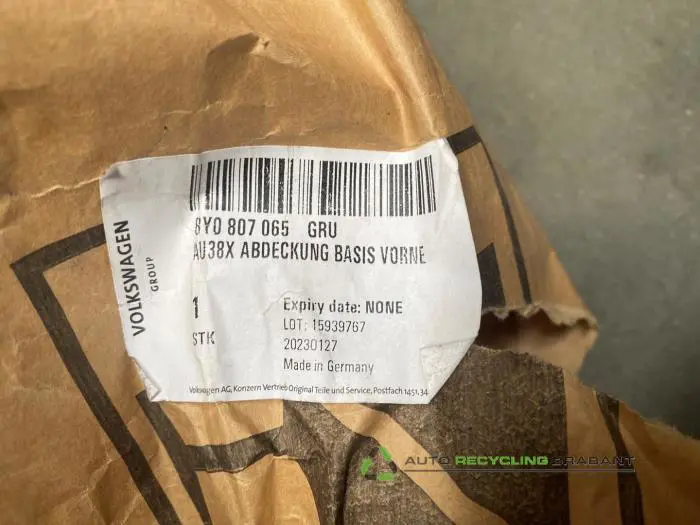 8Y0 807 065 GRU
AU38X ABDECKUNG BASIS VORNE
VOLKSWAGEN
GROUP
1
STK
Expiry date: NONE
LOT: 15939767
20230127
Made in Germany
Volkswagen AG, Konzern Vertrieb Original Teile und Service, Postfach 1451, 34
AUTO RECYCLING BRABANT